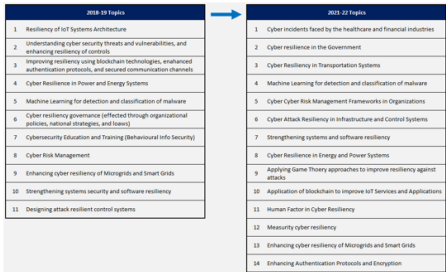 2018-19 Topics
1 Resiliency of IoT Systems Architecture
2 Understanding cyber security threats and vulnerabilities, and
enhancing resiliency of controls
3 Improving resiliency using blockchain technologies, enahanced
authentication protocols, and secured communication channels
4 Cyber Resilience in Power and Energy Systems
5 Machine Learning for detection and classification of malware
6 Cyber resiliency governance (effected through organizational
policies, national strategies, and loaws)
7 Cybersecurity Education and Training (Behavioural Info Security)
8 Cyber Risk Management
9 Enhancing cyber resiliency of Microgrids and Smart Grids
10 Strengthening systems security and software resiliency
11 Designing attack resilient control systems
2021-22 Topics
1 Cyber incidents faced by the healthcare and financial industries
2 Cyber resilience in the Government
3 Cyber Resiliency in Transportation Systems
4 Machine Learning for detection and classification of malware
5 Cyber Cyber Risk Management Frameworks in Organizations
6 Cyber Attack Resiliency in Infrastructure and Control Systems
7 Strengthening systems and software resiliency
8 Cyber Resilience in Energy and Power Systems
9 Applying Game Thoery approaches to improve resiliency against
attacks
10 Application of blockchain to improve IoT Services and Applications
11 Human Factor in Cyber Resiliency
12 Measurity cyber resiliency
13 Enhancing cyber resiliency of Microgrids and Smart Grids
14 Enhancing Authentication Protocols and Encryption